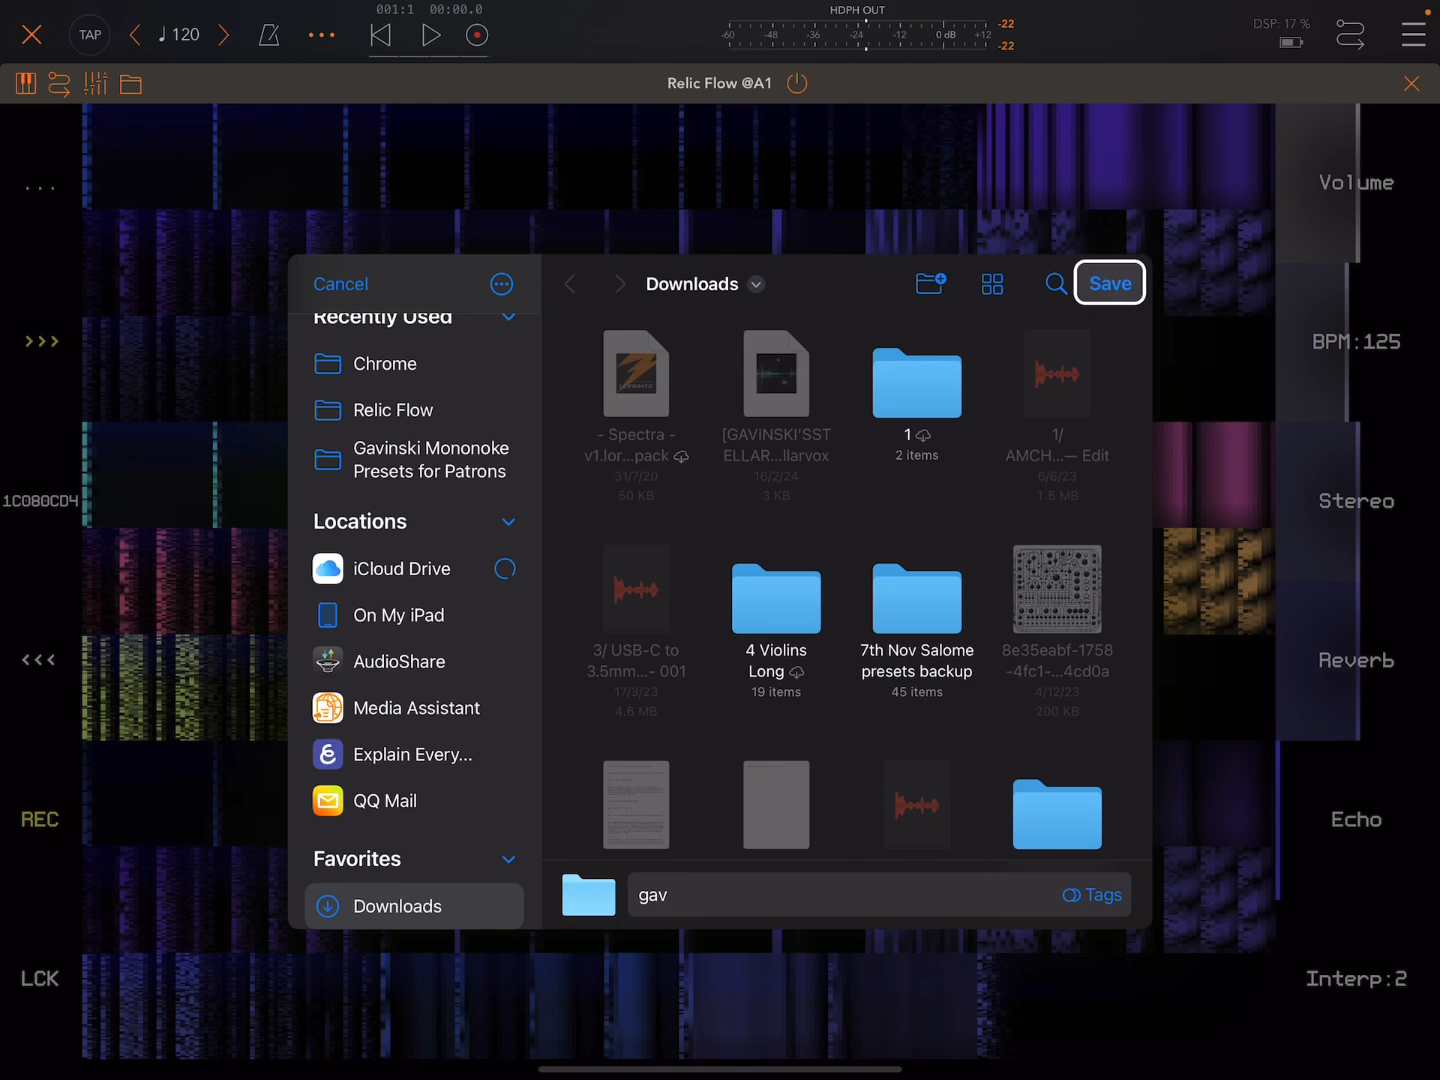 001:1 00:00.0
HDPH OUT
TAP
♩ 120
-60 -48 -36 -24 -12 0 dB +12
-22
-22
DSP: 17 %
Relic Flow @A1
...
Volume
Cancel
Downloads
Save
Recently Used
Chrome
Relic Flow
Gavinski Mononoke
Presets for Patrons
Locations
iCloud Drive
On My iPad
AudioShare
Media Assistant
Explain Every...
QQ Mail
Favorites
Downloads
LORENTZ
- Spectra -
v1.lor...pack
31/7/20
50 KB
[GAVINSKI'SST
ELLAR...llarvox
16/2/24
3 KB
1
2 items
1/
AMCH...— Edit
6/6/23
1.5 MB
3/ USB-C to
3.5mm...- 001
17/3/23
4.6 MB
4 Violins
Long
19 items
7th Nov Salome
presets backup
45 items
8e35eabf-1758
-4fc1-...4cd0a
4/12/23
200 KB
gav
Tags
>>>
BPM:125
1C080CD4
Stereo
<<<
Reverb
REC
Echo
LCK
Interp:2